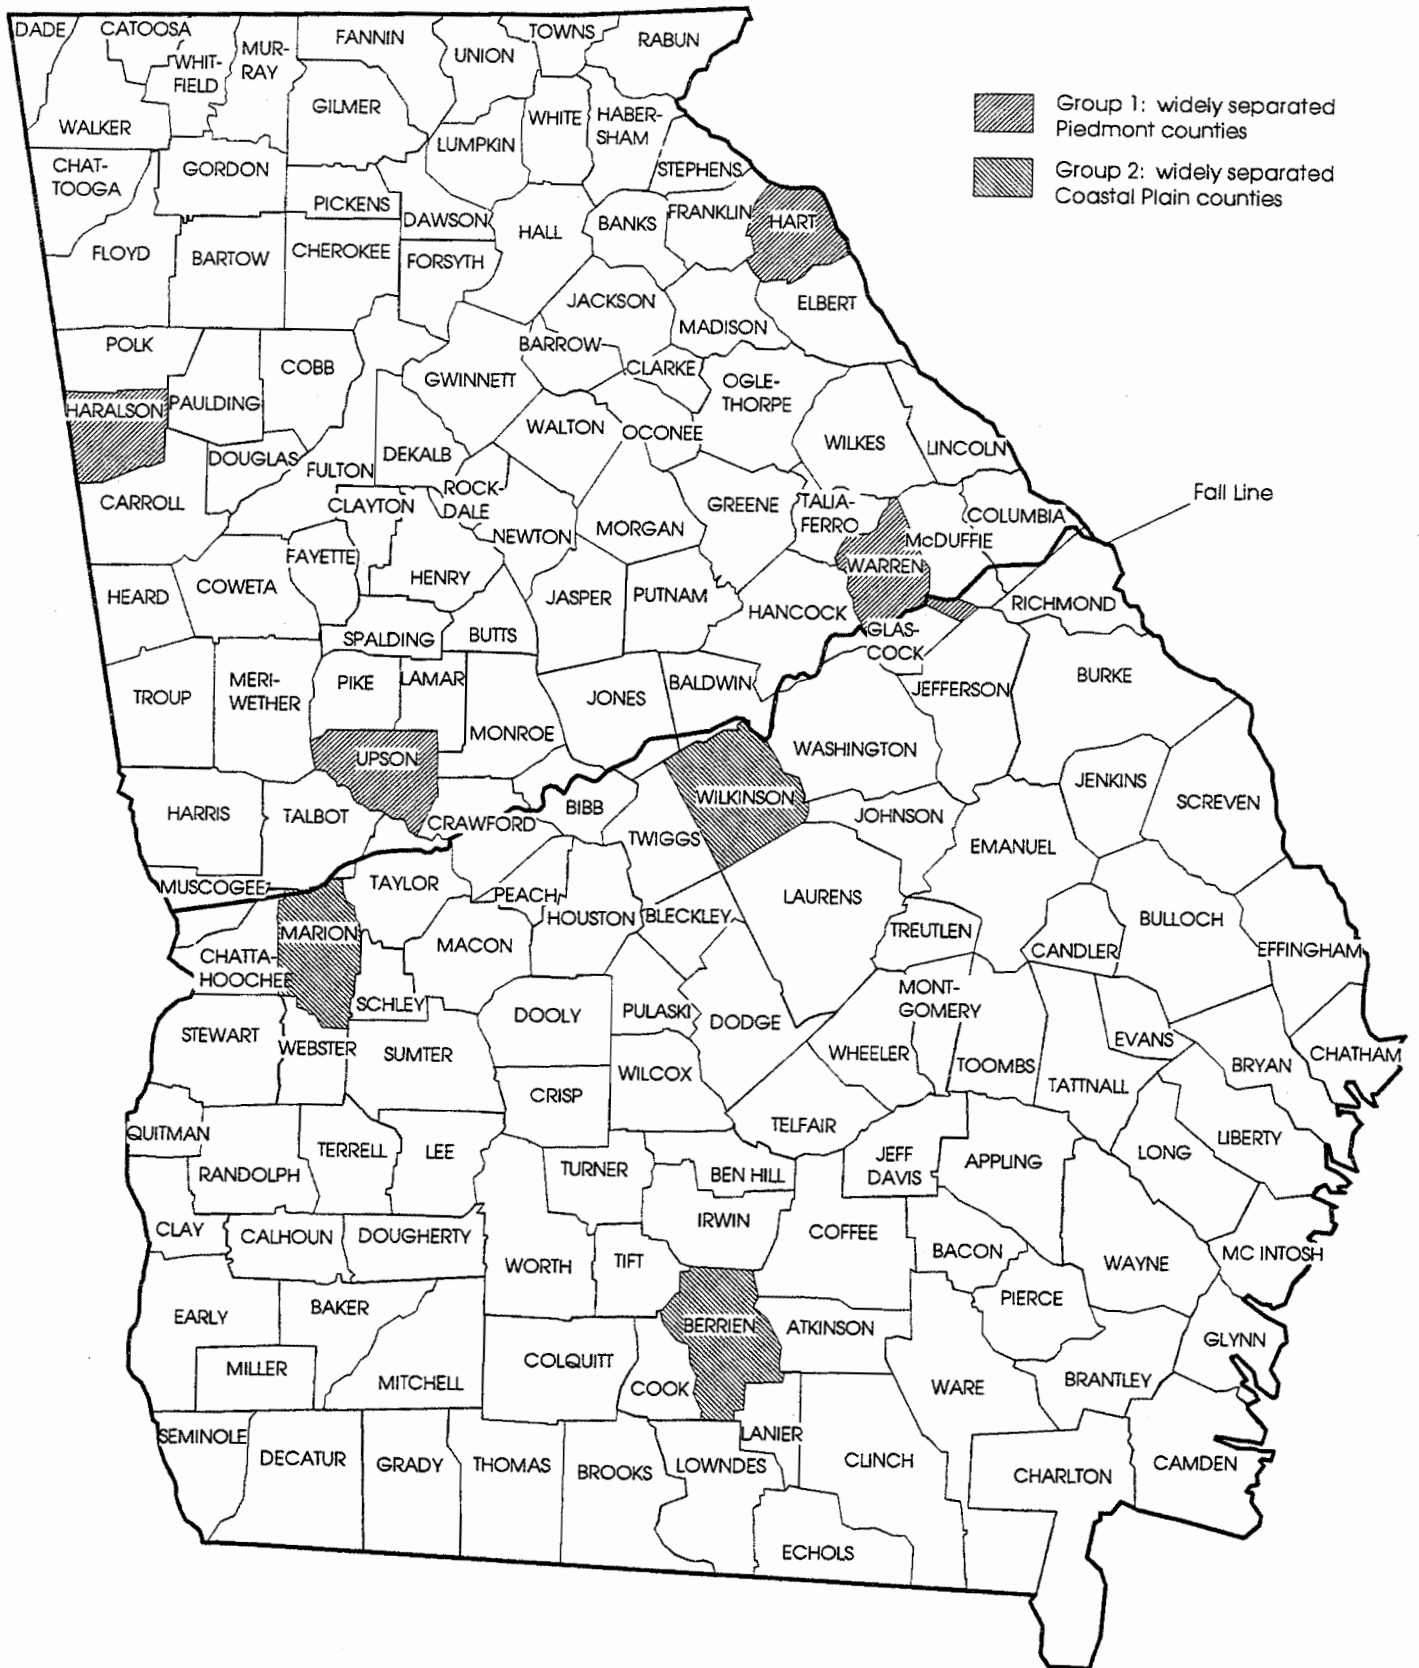 DADE
CATOOSA
WHIT-
FIELD
MUR-
RAY
FANNIN
UNION
TOWNS
RABUN
WALKER
GILMER
LUMPKIN
WHITE
HABER-
SHAM
Group 1: widely separated
Piedmont counties
Group 2: widely separated
Coastal Plain counties
CHAT-
TOOGA
GORDON
PICKENS
DAWSON
STEPHENS
FLOYD
BARTOW
CHEROKEE
FORSYTH
HALL
BANKS
FRANKLIN
HART
JACKSON
MADISON
ELBERT
POLK
COBB
GWINNETT
BARROW
CLARKE
OGLE-
THORPE
HARALSON
PAULDING
WALTON
OCONEE
WILKES
LINCOLN
DOUGLAS
FULTON
DEKALB
ROCK-
DALE
CARROLL
CLAYTON
NEWTON
MORGAN
GREENE
TALIA-
FERRO
COLUMBIA
McDUFFIE
Fall Line
FAYETTE
HENRY
WARREN
HEARD
COWETA
JASPER
PUTNAM
HANCOCK
RICHMOND
SPALDING
BUTTS
GLAS-
COCK
TROUP
MERI-
WETHER
PIKE
LAMAR
JONES
BALDWIN
JEFFERSON
BURKE
MONROE
UPSON
WASHINGTON
JENKINS
HARRIS
TALBOT
CRAWFORD
BIBB
WILKINSON
JOHNSON
SCREVEN
TWIGGS
EMANUEL
MUSCOGEE
TAYLOR
PEACH
HOUSTON
BLECKLEY
LAURENS
BULLOCH
MARION
MACON
TREUTLEN
CANDLER
EFFINGHAM
CHATTA-
HOOCHEE
SCHLEY
DOOLY
PULASKI
DODGE
MONT-
GOMERY
STEWART
WEBSTER
SUMTER
WHEELER
TOOMBS
EVANS
CHATHAM
BRYAN
WILCOX
TATTNALL
CRISP
QUITMAN
TELFAIR
LIBERTY
RANDOLPH
TERRELL
LEE
TURNER
BEN HILL
JEFF
DAVIS
APPLING
LONG
CLAY
CALHOUN
DOUGHERTY
IRWIN
COFFEE
BACON
WAYNE
MC INTOSH
WORTH
TIFT
EARLY
BAKER
PIERCE
BERRIEN
ATKINSON
GLYNN
MILLER
MITCHELL
COLQUITT
COOK
WARE
BRANTLEY
SEMINOLE
DECATUR
GRADY
THOMAS
BROOKS
LOWNDES
LANIER
CLINCH
CHARLTON
CAMDEN
ECHOLS